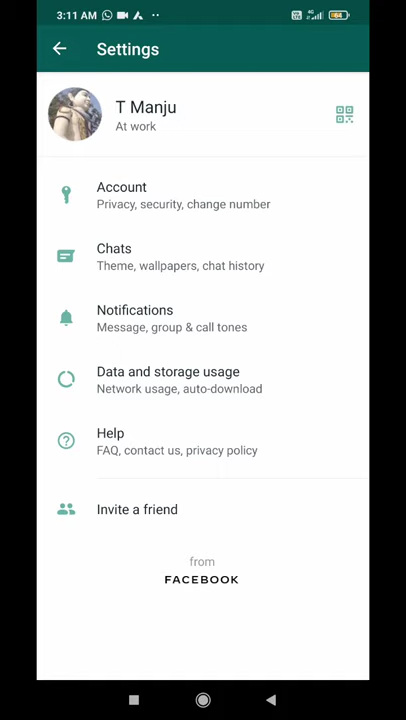 3:11 AM
Settings
T Manju
At work
Account
Privacy, security, change number
Chats
Theme, wallpapers, chat history
Notifications
Message, group & call tones
Data and storage usage
Network usage, auto-download
Help
FAQ, contact us, privacy policy
Invite a friend
from
FACEBOOK